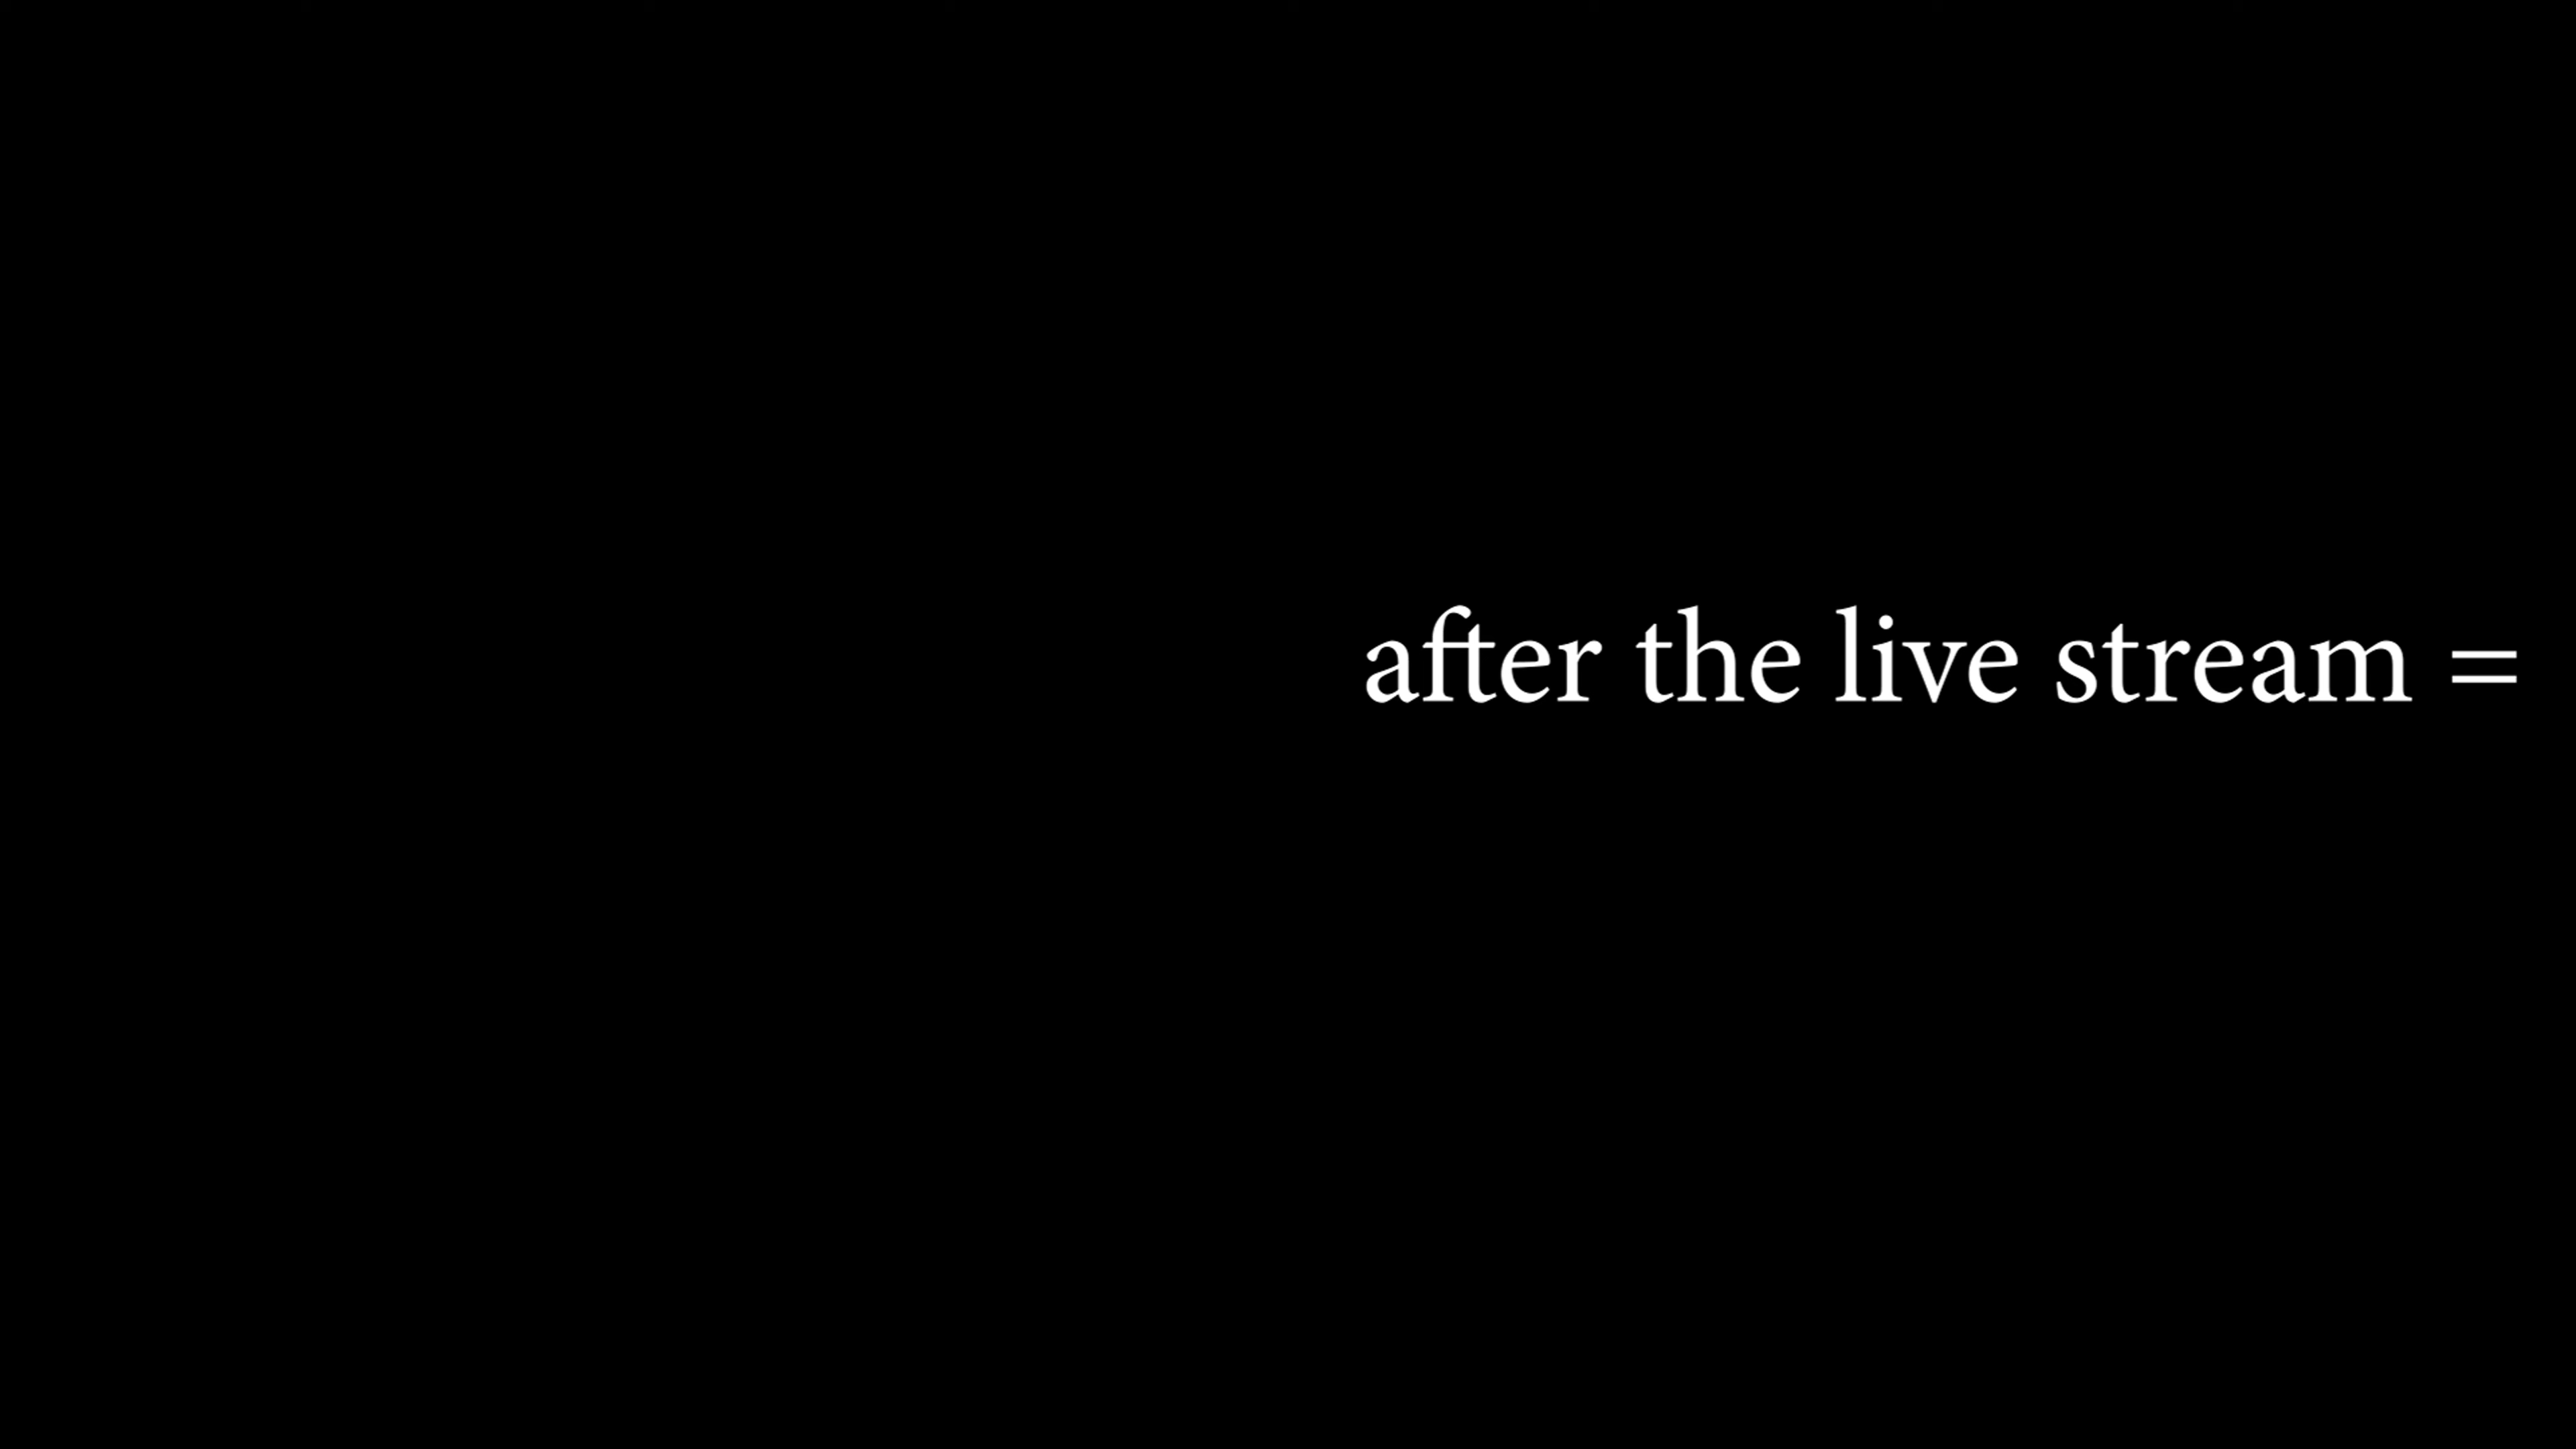 after the live stream =